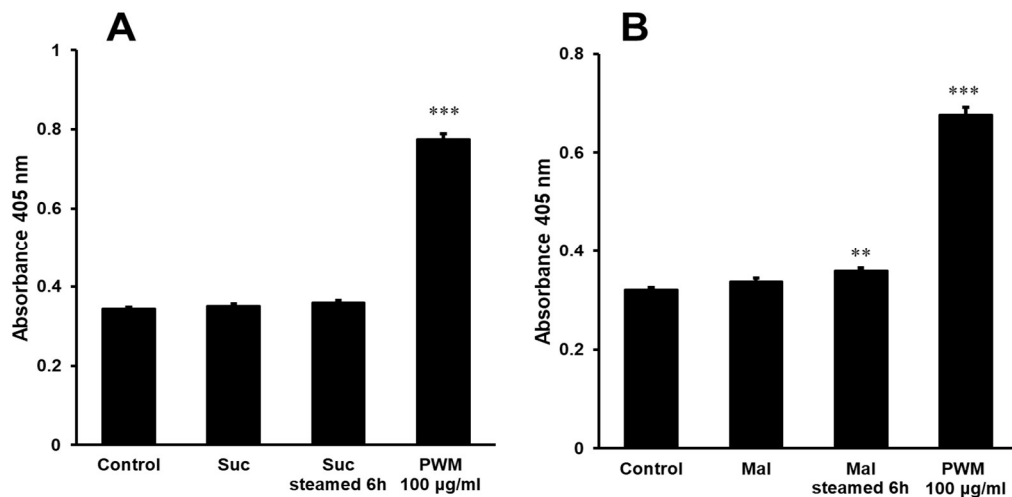 A
1
0.8
0.6
0.4
0.2
0
Absorbance 405 nm
***
Control
Suc
Suc
steamed 6h
PWM
100 µg/ml
B
0.8
0.6
0.4
0.2
0
Absorbance 405 nm
**
***
Control
Mal
Mal
steamed 6h
PWM
100 µg/ml